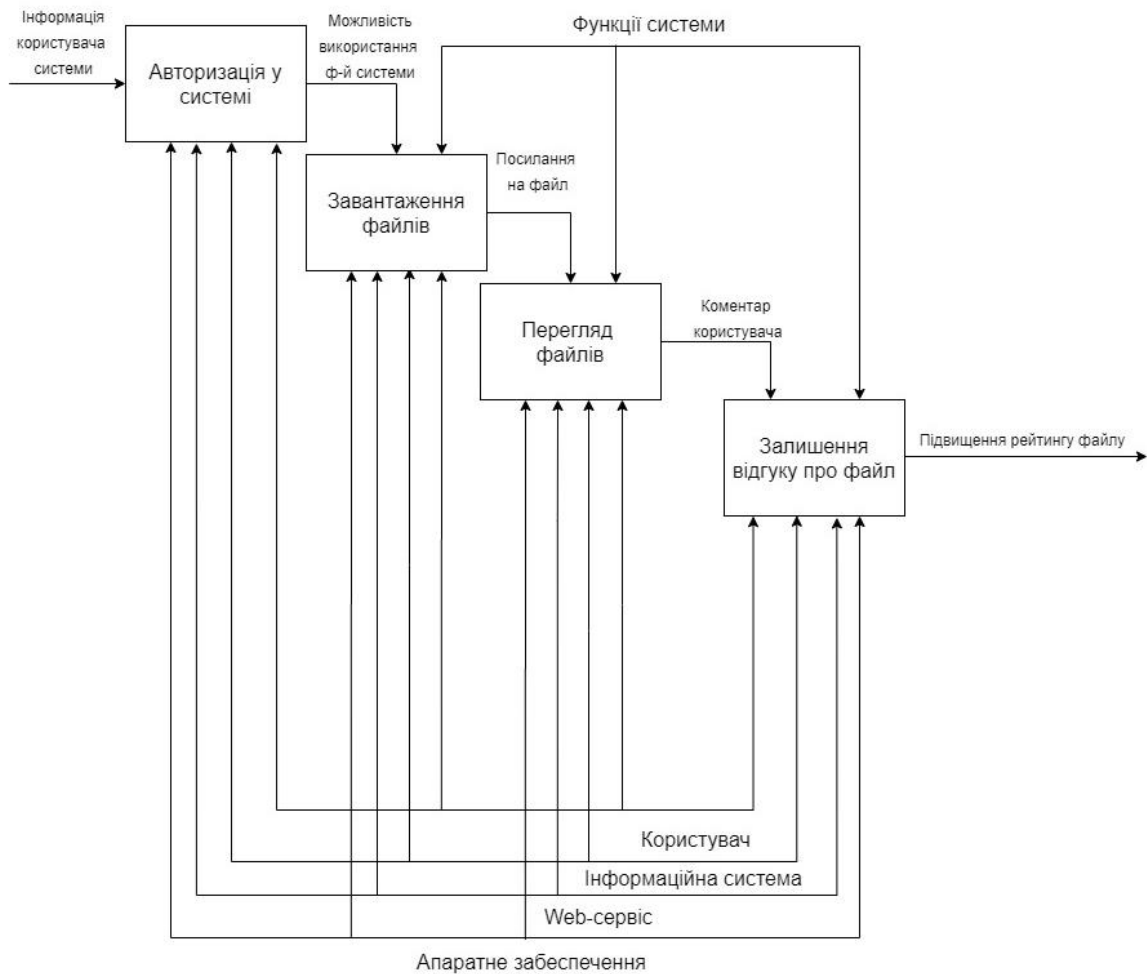 Інформація
користувача
системи
Авторизація у
системі
Можливість
використання
ф-й системи
Функції системи
Завантаження
файлів
Посилання
на файл
Перегляд
файлів
Коментар
користувача
Залишення
відгуку про файл
Підвищення рейтингу файлу
Користувач
Інформаційна система
Web-сервіс
Апаратне забеспечення